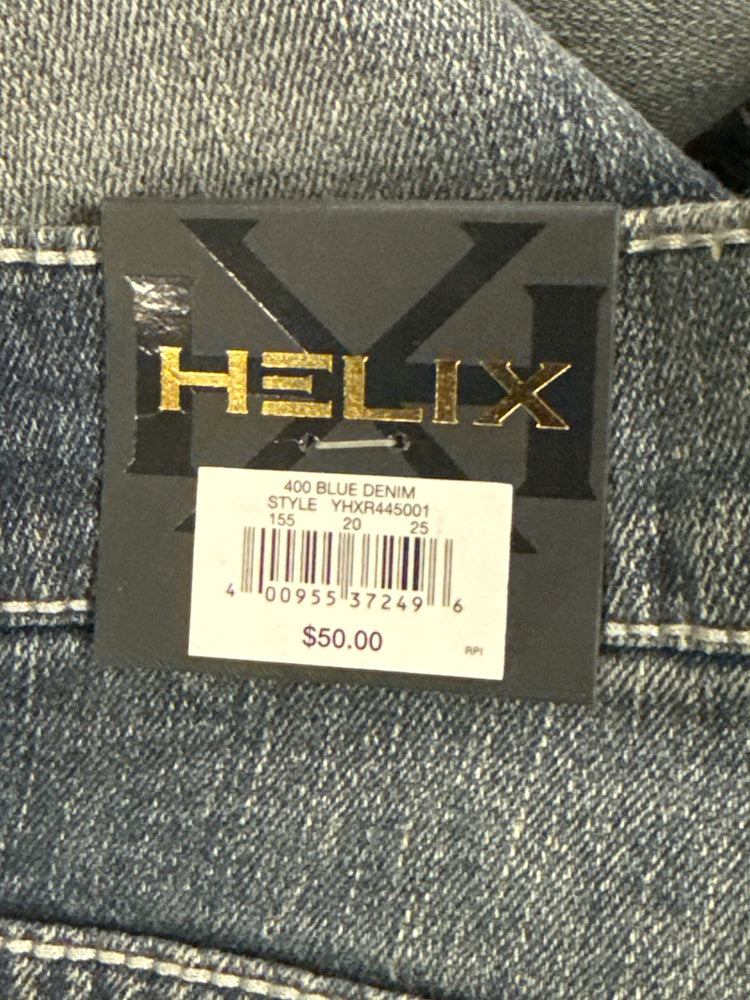 HELIX
400 BLUE DENIM
STYLE YHXR445001
155 20 25
4 00955 37249 6
$50.00
RPI